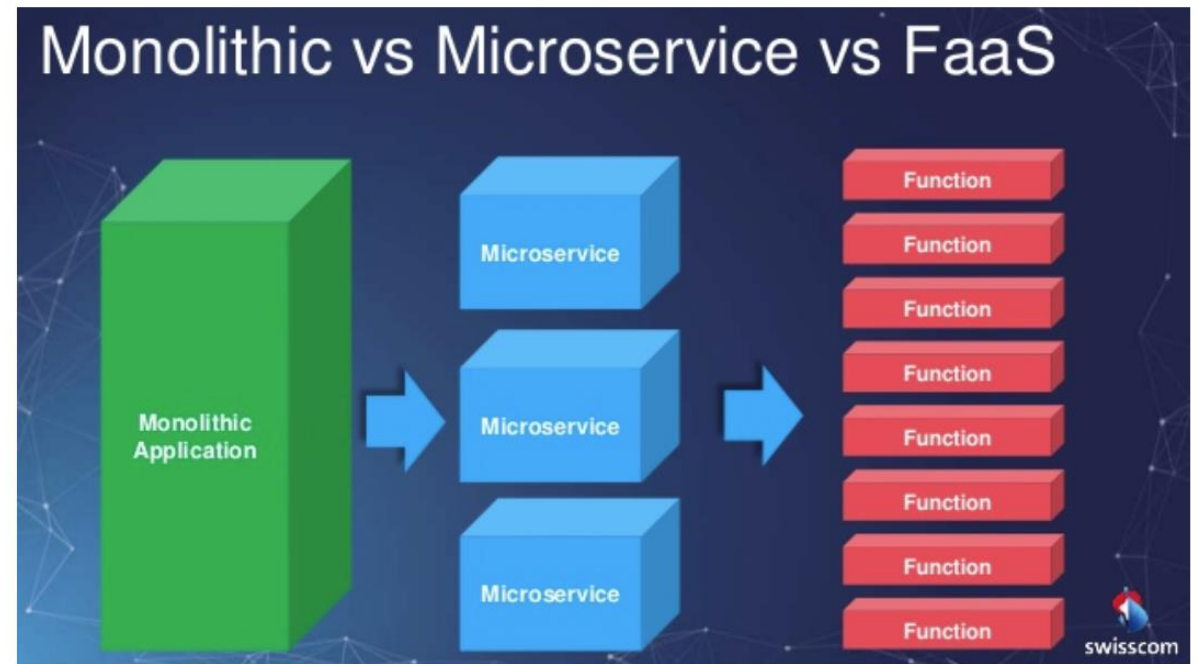 Monolithic vs Microservice vs FaaS
Monolithic
Application
Microservice
Microservice
Microservice
Function
Function
Function
Function
Function
Function
Function
Function
swisscom